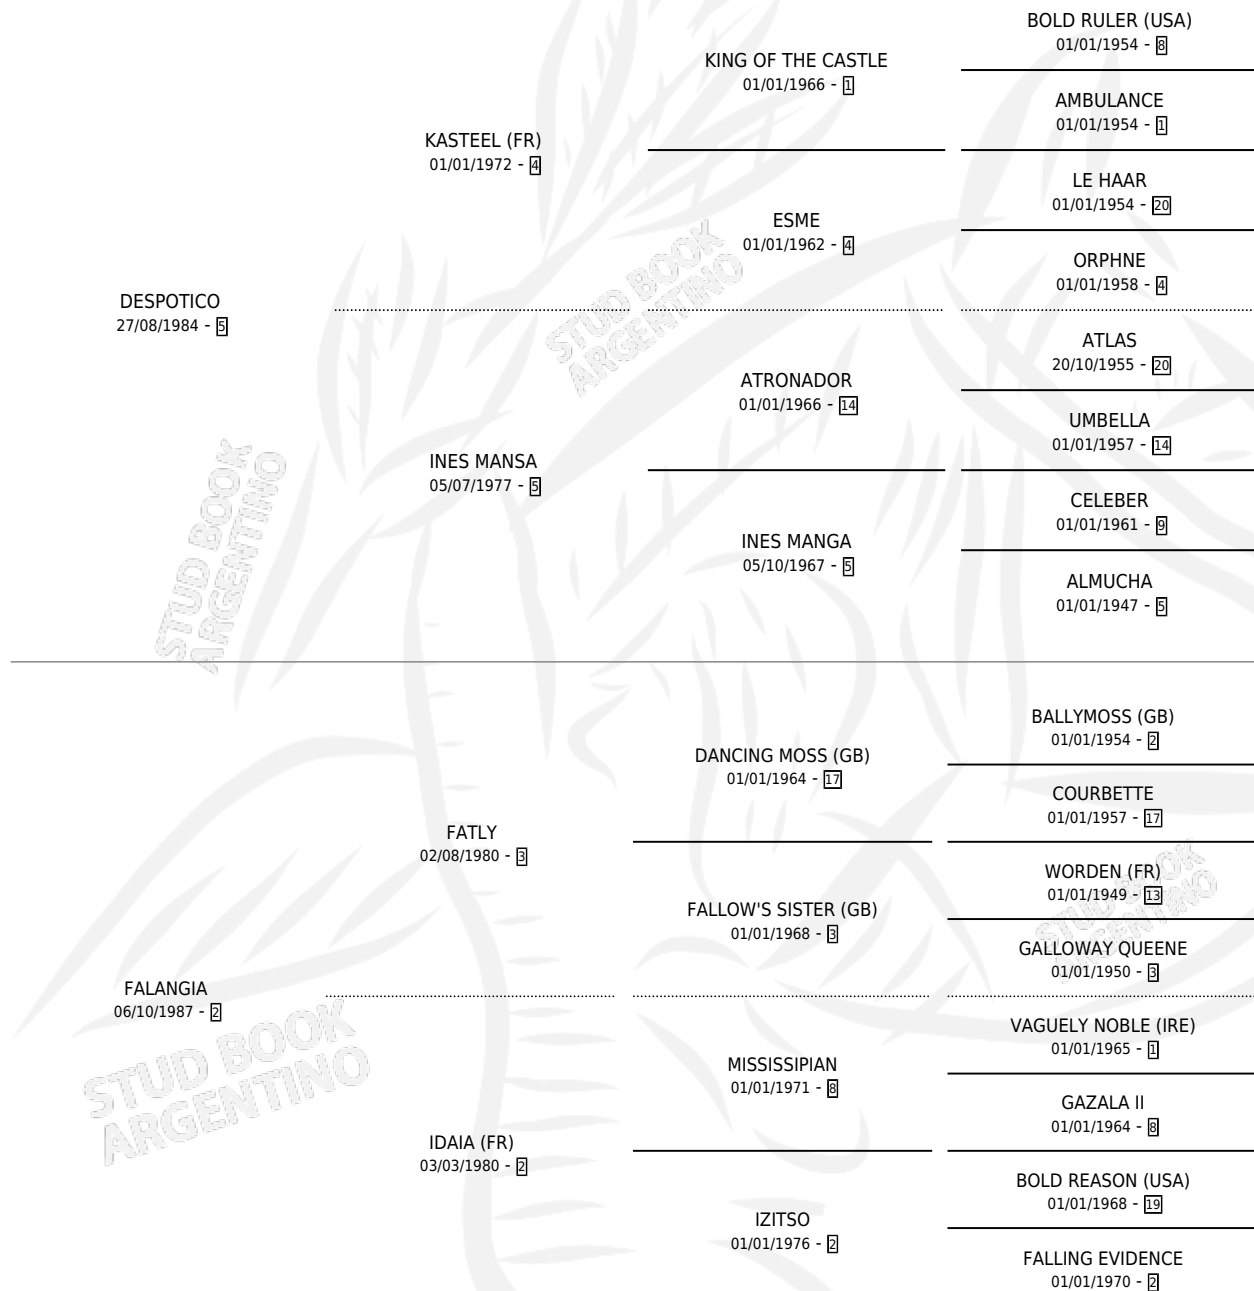 BOLD RULER (USA)
01/01/1954 - 8
KING OF THE CASTLE
01/01/1966 - 1
AMBULANCE
01/01/1954 - 1
KASTEEL (FR)
01/01/1972 - 4
LE HAAR
01/01/1954 - 20
ESME
01/01/1962 - 4
ORPHNE
01/01/1958 - 4
DESPOTICO
27/08/1984 - 5
ATLAS
20/10/1955 - 20
ATRONADOR
01/01/1966 - 14
UMBELLA
01/01/1957 - 14
INES MANSA
05/07/1977 - 5
CELEBER
01/01/1961 - 9
INES MANGA
05/10/1967 - 5
ALMUCHA
01/01/1947 - 5
STUD BOOK
ARGENTINO
STUD BOOK
ARGENTINO
BALLYMOSS (GB)
01/01/1954 - 2
DANCING MOSS (GB)
01/01/1964 - 17
COURBETTE
01/01/1957 - 17
FATLY
02/08/1980 - 3
WORDEN (FR)
01/01/1949 - 13
FALLOW'S SISTER (GB)
01/01/1968 - 3
GALLOWAY QUEENE
01/01/1950 - 3
STUD BOOK
ARGENTINO
FALANGIA
06/10/1987 - 2
VAGUELY NOBLE (IRE)
01/01/1965 - 1
MISSISSIPIAN
01/01/1971 - 8
GAZALA II
01/01/1964 - 8
STUD BOOK
ARGENTINO
IDAIA (FR)
03/03/1980 - 2
BOLD REASON (USA)
01/01/1968 - 19
IZITSO
01/01/1976 - 2
FALLING EVIDENCE
01/01/1970 - 2